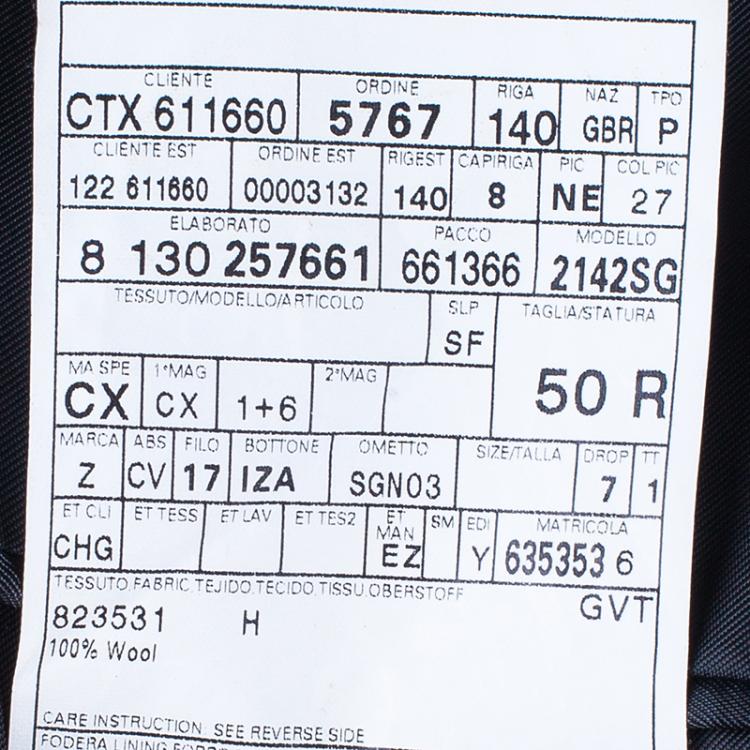 CLIENTE ORDINE RIGA NAZ TPO
CTX 611660 5767 140 GBR P
CLIENTE EST ORDINE EST RIGEST CAPIRIGA PIC COL PIC
122 611660 00003132 140 8 NE 27
ELABORATO PACCO MODELLO
8 130 257661 661366 2142SG
TESSUTO/MODELLO/ARTICOLO SLP TAGLIA/STATURA
SF 50 R
MA SPE 1°MAG 2°MAG
CX CX 1+6
MARCA ABS FILO BOTTONE OMETTO SIZE/TALLA DROP TT
Z CV 17 IZA SGN03 7 1
ET CLI ET TESS ET LAV ET TES2 ET MAN SM EDI MATRICOLA
CHG EZ Y 635353 6
TESSUTO,FABRIC,TEJIDO,TECIDO,TISSU,OBERSTOFF
GVT
823531 H
100% Wool
CARE INSTRUCTION: SEE REVERSE SIDE
FODERA LINING